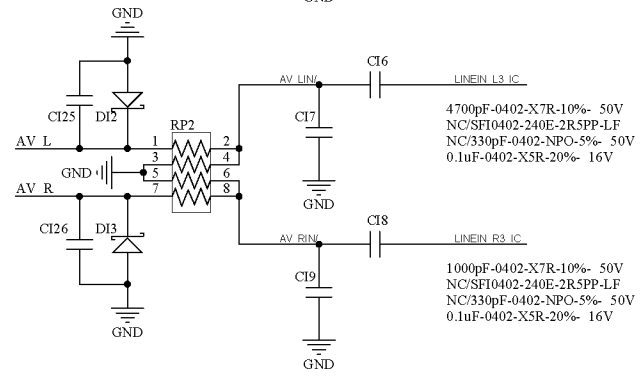 GND
GND
CI6
AV LIN/
LINEIN L3 IC
CI25
DI2
CI7
4700pF-0402-X7R-10%- 50V
NC/SFI0402-240E-2R5PP-LF
NC/330pF-0402-NPO-5%- 50V
0.1uF-0402-X5R-20%- 16V
RP2
AV L
1
2
3
4
GND
5
6
AV R
7
8
GND
CI26
DI3
CI8
AV RIN/
LINEIN R3 IC
CI9
1000pF-0402-X7R-10%- 50V
NC/SFI0402-240E-2R5PP-LF
NC/330pF-0402-NPO-5%- 50V
0.1uF-0402-X5R-20%- 16V
GND
GND